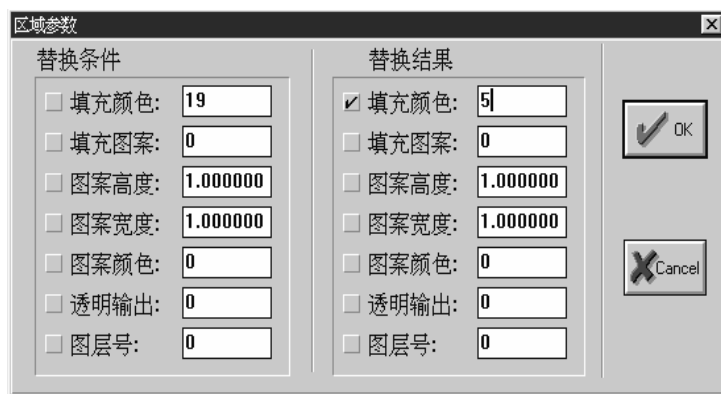 区域参数
替换条件
填充颜色: 19
填充图案: 0
图案高度: 1.000000
图案宽度: 1.000000
图案颜色: 0
透明输出: 0
图层号: 0
替换结果
填充颜色: 5
填充图案: 0
图案高度: 1.000000
图案宽度: 1.000000
图案颜色: 0
透明输出: 0
图层号: 0
OK
Cancel